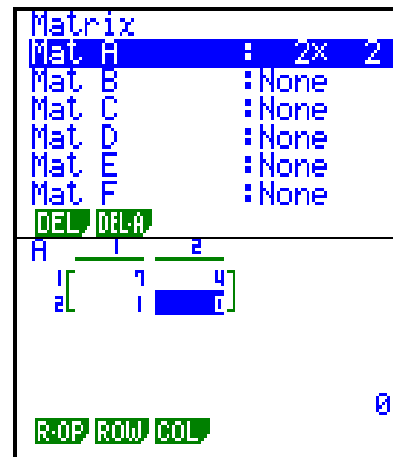 Matrix
Mat A : 2× 2
Mat B :None
Mat C :None
Mat D :None
Mat E :None
Mat F :None
DEL DEL·A
A 1 2
1 9 4
2 1 0
0
R·OP ROW COL